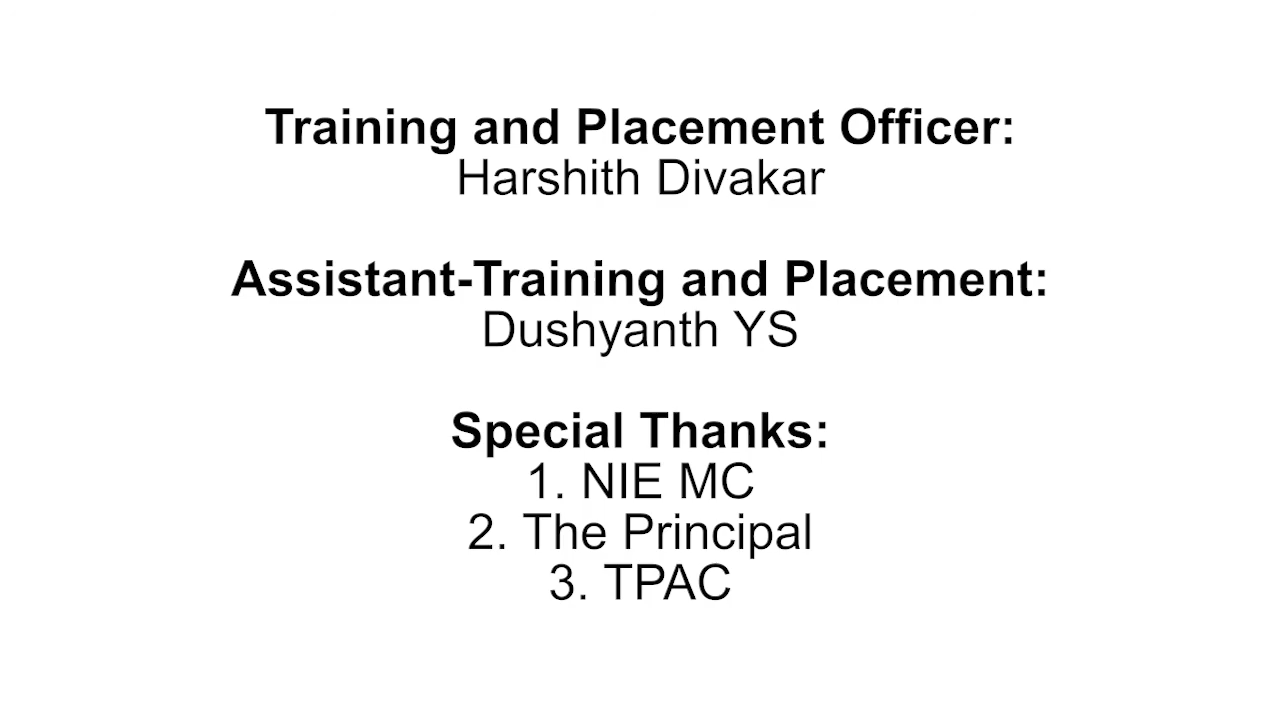 Training and Placement Officer:
Harshith Divakar
Assistant-Training and Placement:
Dushyanth YS
Special Thanks:
1. NIE MC
2. The Principal
3. TPAC